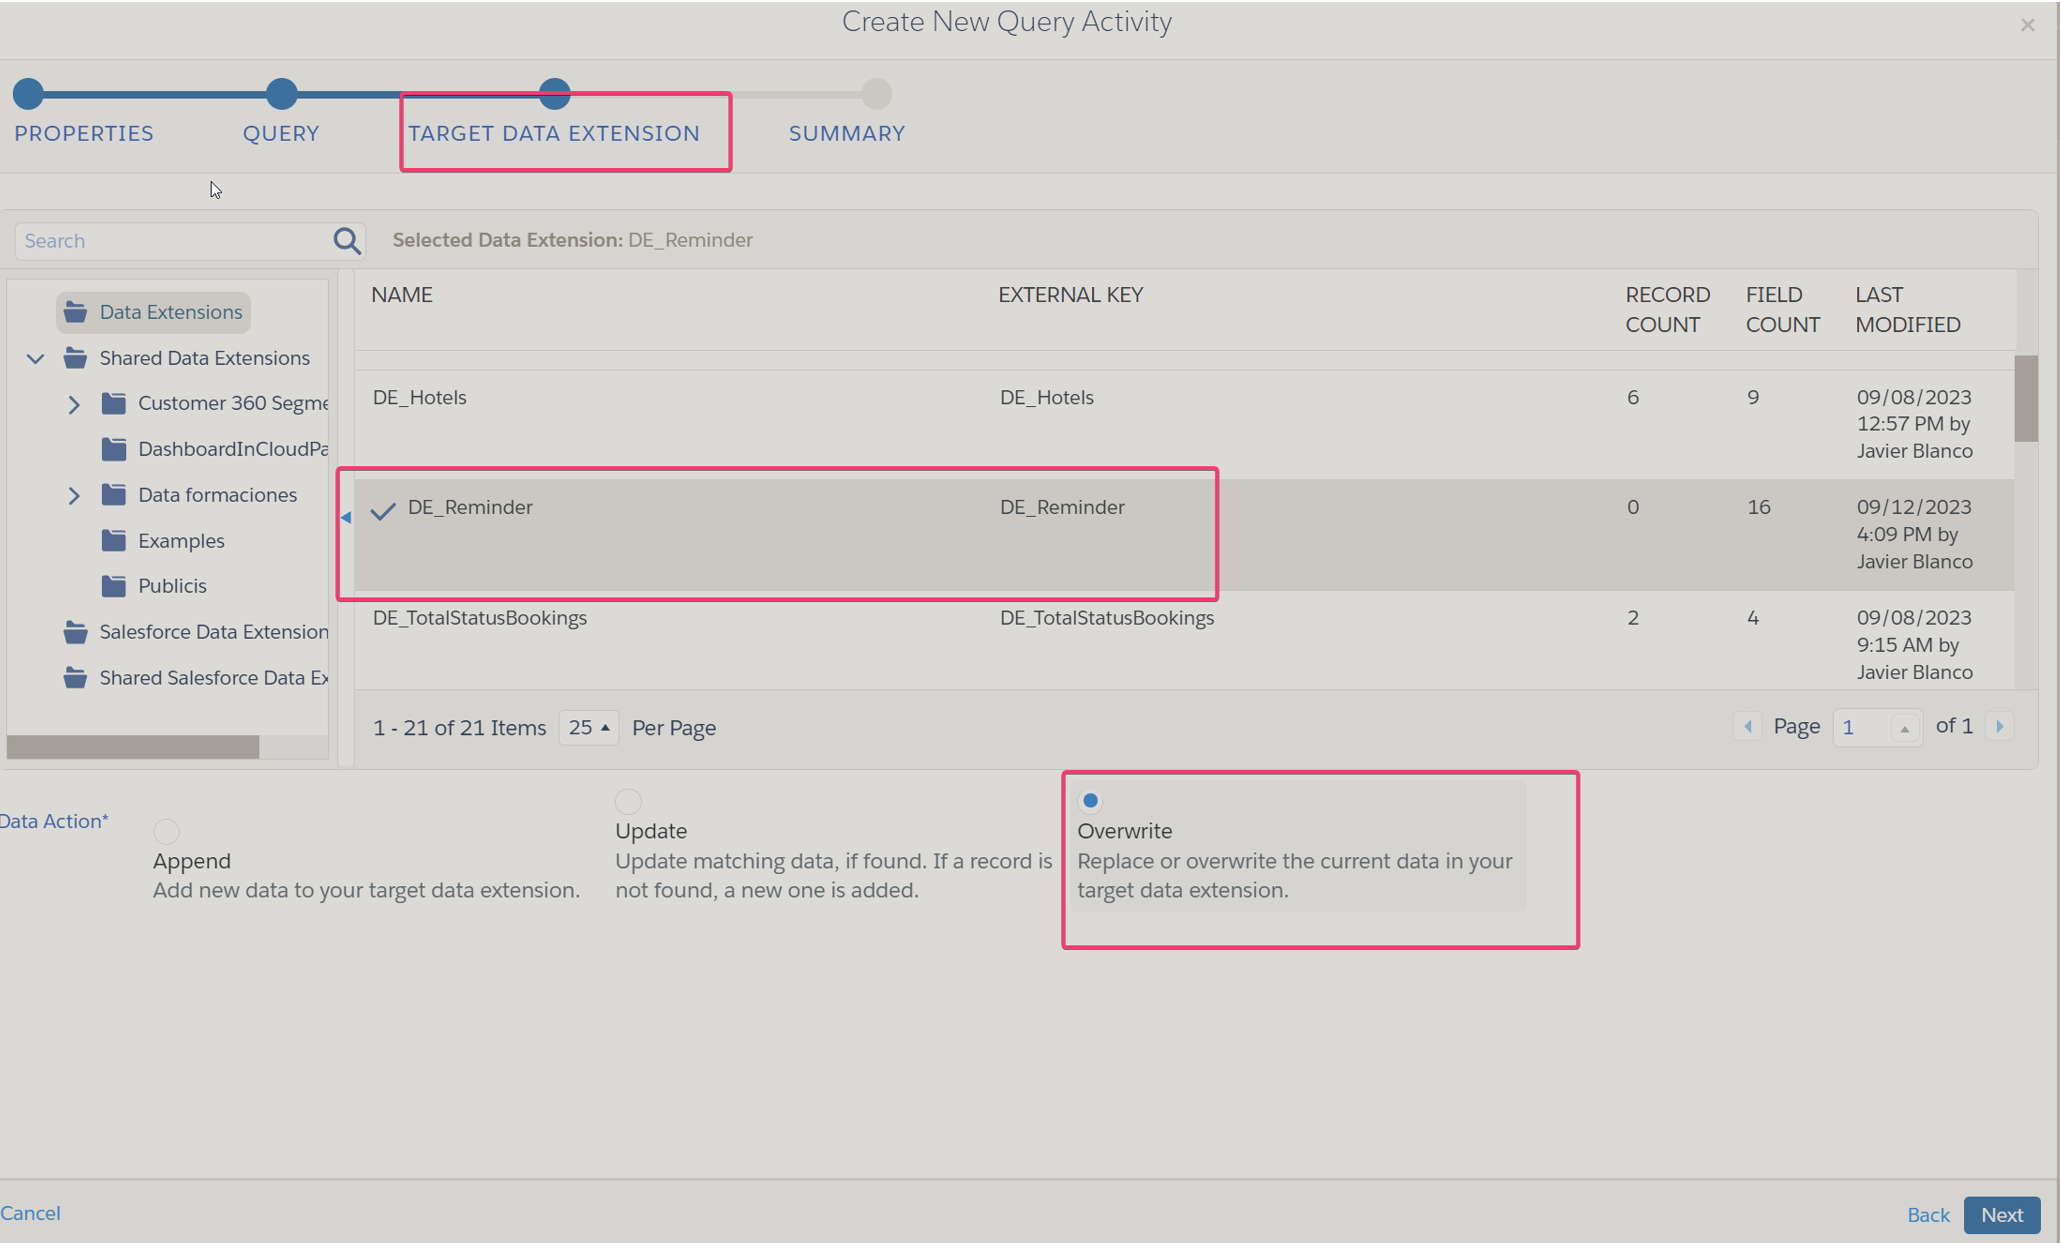 Create New Query Activity
PROPERTIES
QUERY
TARGET DATA EXTENSION
SUMMARY
Search
Selected Data Extension: DE_Reminder
Data Extensions
Shared Data Extensions
Customer 360 Segme
DashboardInCloudPa
Data formaciones
Examples
Publicis
Salesforce Data Extension
Shared Salesforce Data Ex
NAME
EXTERNAL KEY
RECORD COUNT
FIELD COUNT
LAST MODIFIED
DE_Hotels
DE_Hotels
6
9
09/08/2023
12:57 PM by
Javier Blanco
DE_Reminder
DE_Reminder
0
16
09/12/2023
4:09 PM by
Javier Blanco
DE_TotalStatusBookings
DE_TotalStatusBookings
2
4
09/08/2023
9:15 AM by
Javier Blanco
1 - 21 of 21 Items 25 Per Page
Page 1 of 1
Data Action*
Append
Add new data to your target data extension.
Update
Update matching data, if found. If a record is
not found, a new one is added.
Overwrite
Replace or overwrite the current data in your
target data extension.
Cancel
Back
Next